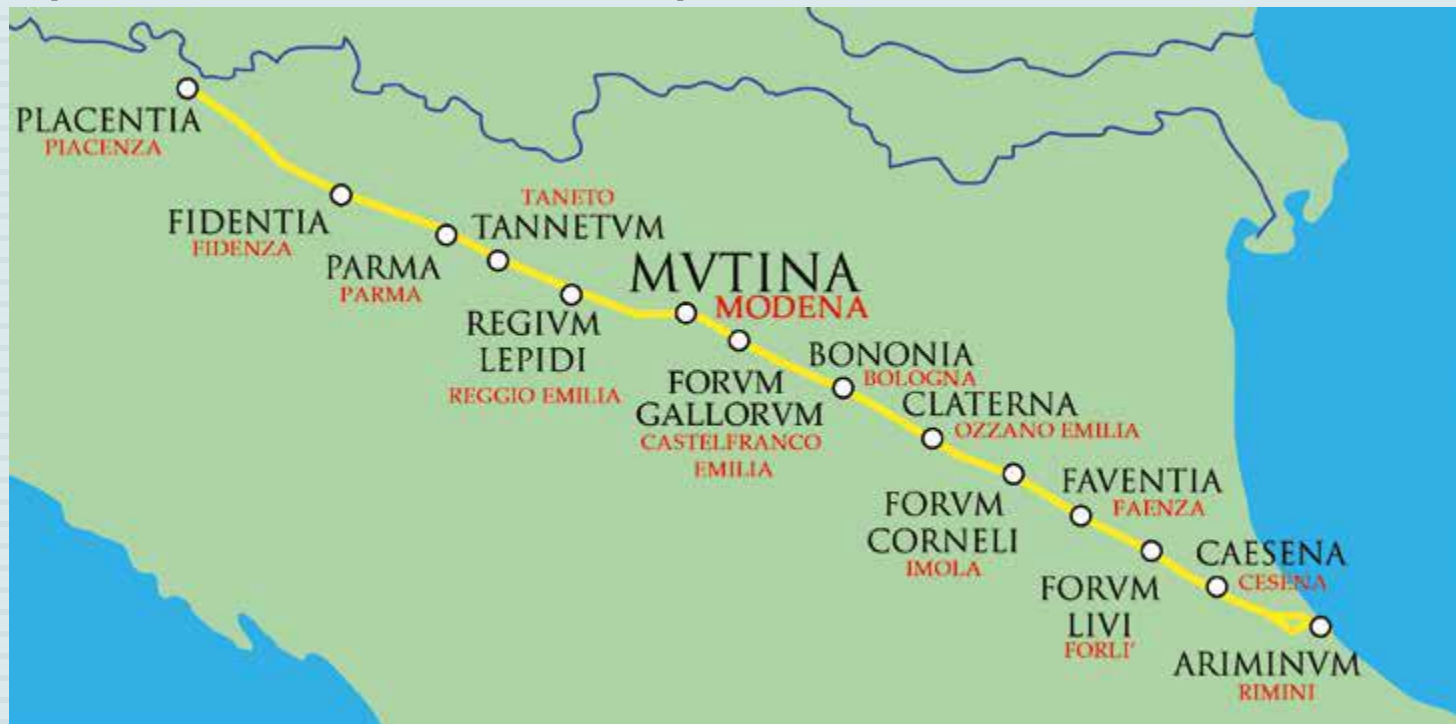 PLACENTIA
PIACENZA
FIDENTIA
FIDENZA
PARMA
PARMA
TANETO
TANNETVM
REGIVM
LEPIDI
REGGIO EMILIA
MVTINA
MODENA
FORVM
GALLORVM
CASTELFRANCO
EMILIA
BONONIA
BOLOGNA
CLATERNA
OZZANO EMILIA
FORVM
CORNELI
IMOLA
FAVENTIA
FAENZA
FORVM
LIVI
FORLI'
CAESENA
CESENA
ARIMINVM
RIMINI